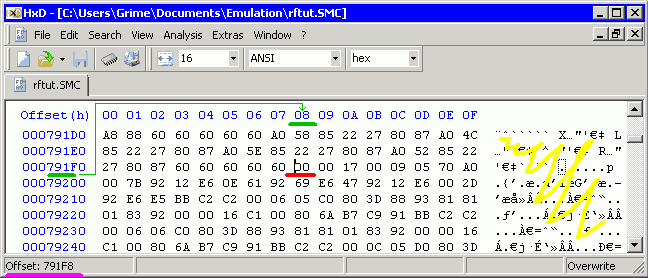 HxD - [C:\Users\Grime\Documents\Emulation\rftut.SMC]
File Edit Search View Analysis Extras Window ?
16 ANSI hex
rftut.SMC
Offset(h) 00 01 02 03 04 05 06 07 08 09 0A 0B 0C 0D 0E 0F
000791D0 A8 88 60 60 60 60 A0 58 85 22 27 80 87 A0 4C
000791E0 85 22 27 80 87 A0 5E 85 22 27 80 87 A0 52 85 22
000791F0 27 80 87 60 60 60 60 60 00 00 17 00 09 05 70 A0
00079200 00 7B 92 12 E6 0E 61 92 69 E6 47 92 12 E6 00 2D
00079210 92 E6 E5 BB C2 C2 00 06 05 C0 80 3D 88 93 81 81
00079220 01 83 92 00 00 16 C1 00 80 6A B7 C9 91 BB C2 C2
00079230 00 06 06 C0 80 3D 88 93 81 81 01 83 92 00 00 16
00079240 C1 00 80 6A B7 C9 91 BB C2 C2 00 0C 05 D0 80 3D
Offset: 791F8 Overwrite